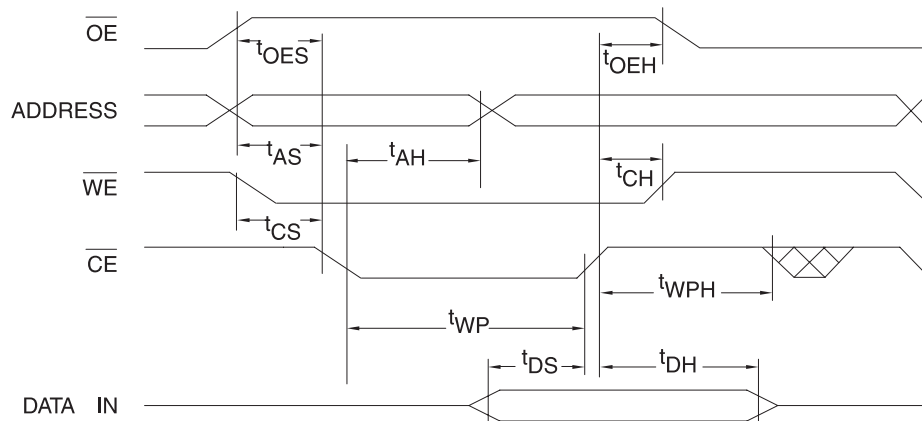 OE
tOES
tOEH
ADDRESS
tAS
tAH
tCH
WE
tCS
CE
tWPH
tWP
tDS
tDH
DATA IN